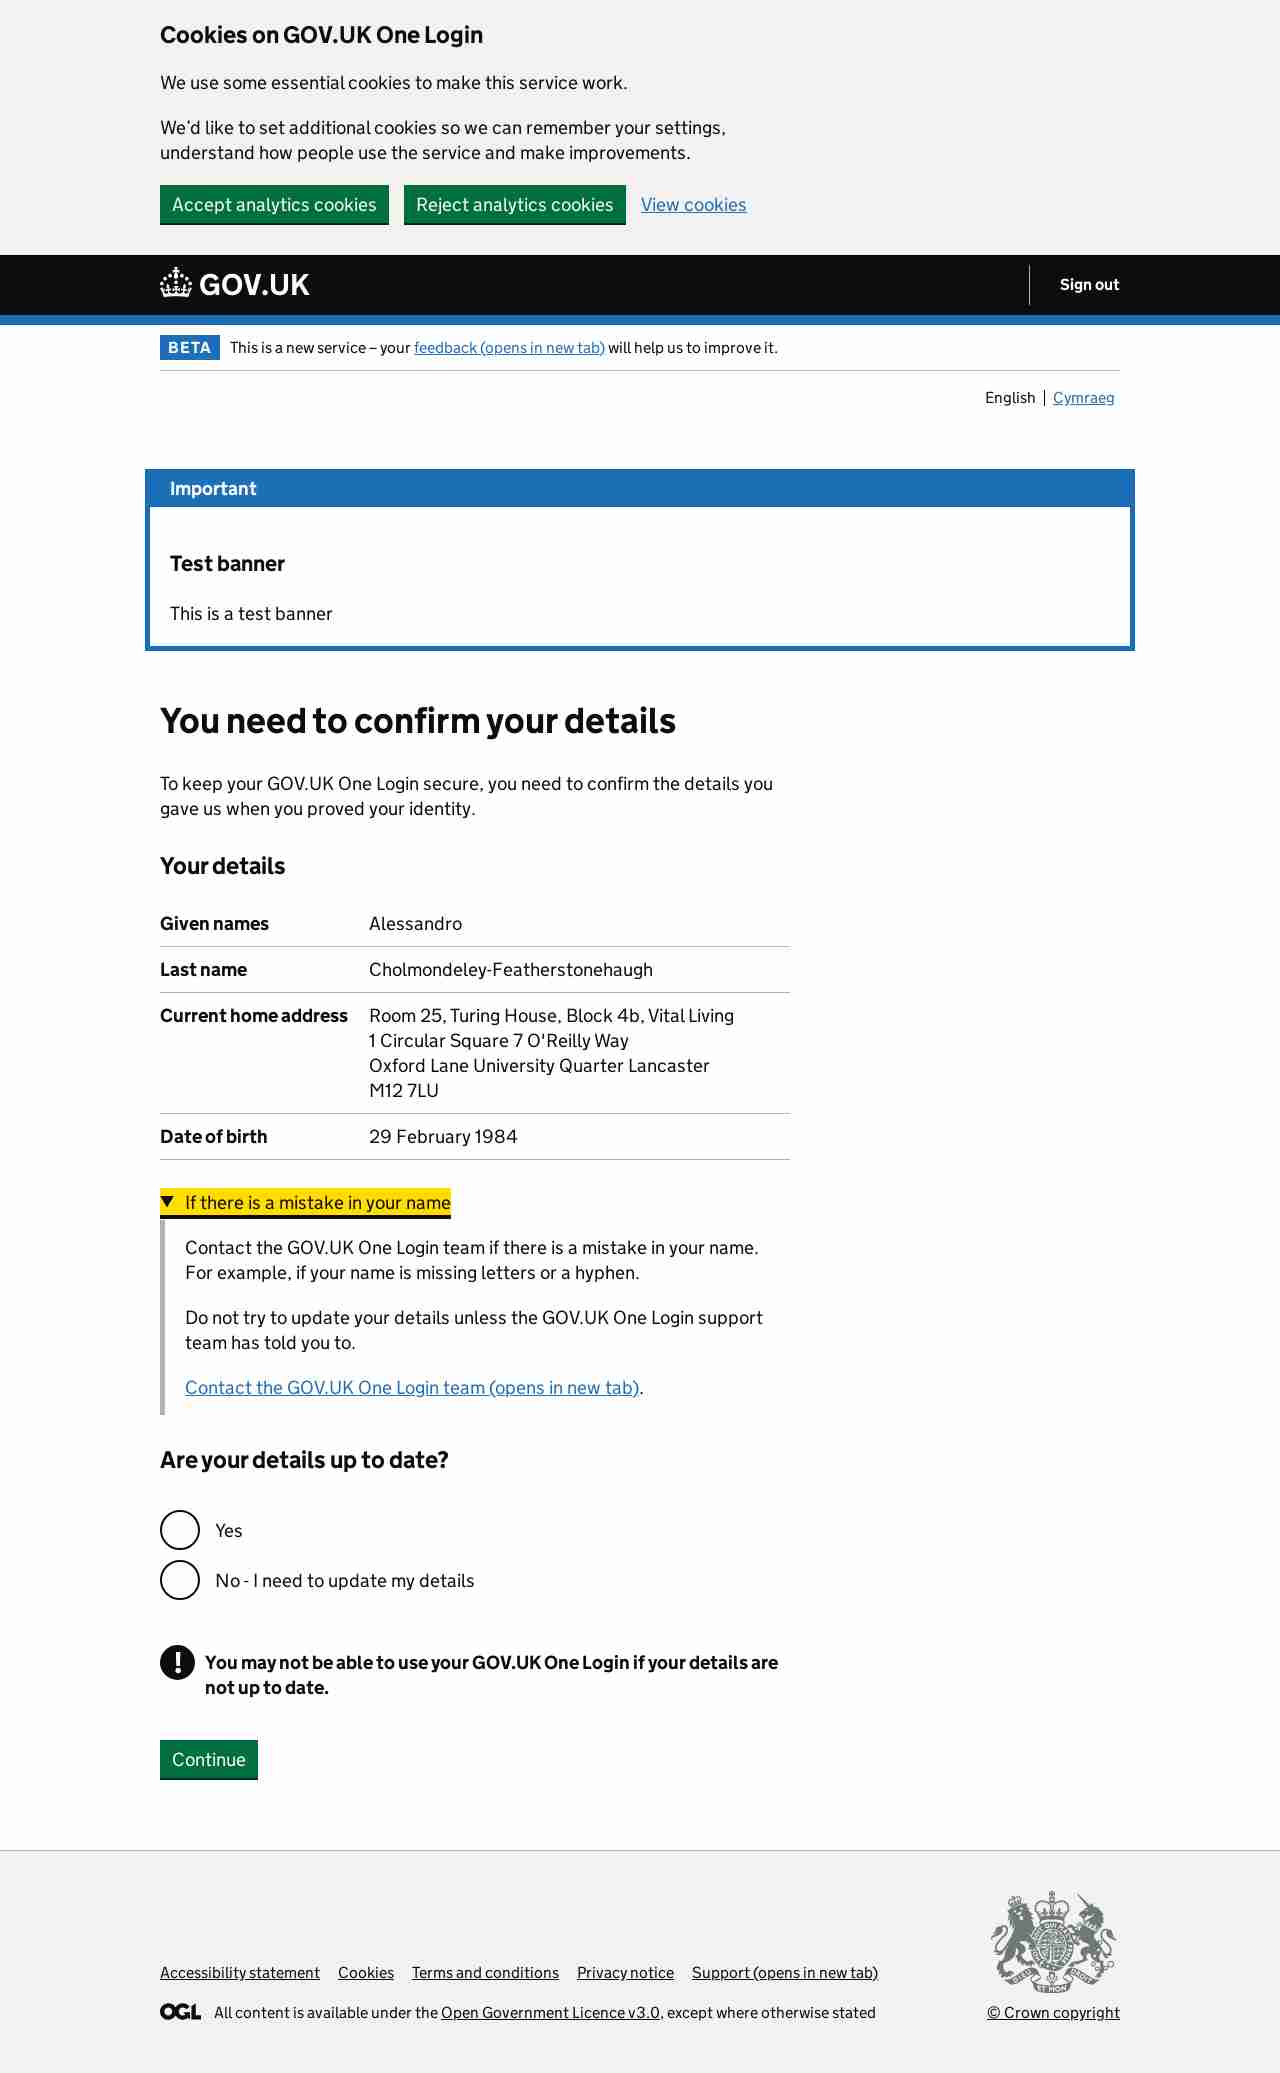 Cookies on GOV.UK One Login
We use some essential cookies to make this service work.
We’d like to set additional cookies so we can remember your settings,
understand how people use the service and make improvements.
Accept analytics cookies Reject analytics cookies View cookies
GOV.UK Sign out
BETA This is a new service – your feedback (opens in new tab) will help us to improve it.
English Cymraeg
Important
Test banner
This is a test banner
You need to confirm your details
To keep your GOV.UK One Login secure, you need to confirm the details you
gave us when you proved your identity.
Your details
Given names Alessandro
Last name Cholmondeley-Featherstonehaugh
Current home address Room 25, Turing House, Block 4b, Vital Living
1 Circular Square 7 O'Reilly Way
Oxford Lane University Quarter Lancaster
M12 7LU
Date of birth 29 February 1984
If there is a mistake in your name
Contact the GOV.UK One Login team if there is a mistake in your name.
For example, if your name is missing letters or a hyphen.
Do not try to update your details unless the GOV.UK One Login support
team has told you to.
Contact the GOV.UK One Login team (opens in new tab).
Are your details up to date?
Yes
No - I need to update my details
! You may not be able to use your GOV.UK One Login if your details are
not up to date.
Continue
Accessibility statement Cookies Terms and conditions Privacy notice Support (opens in new tab)
OGL All content is available under the Open Government Licence v3.0, except where otherwise stated
© Crown copyright